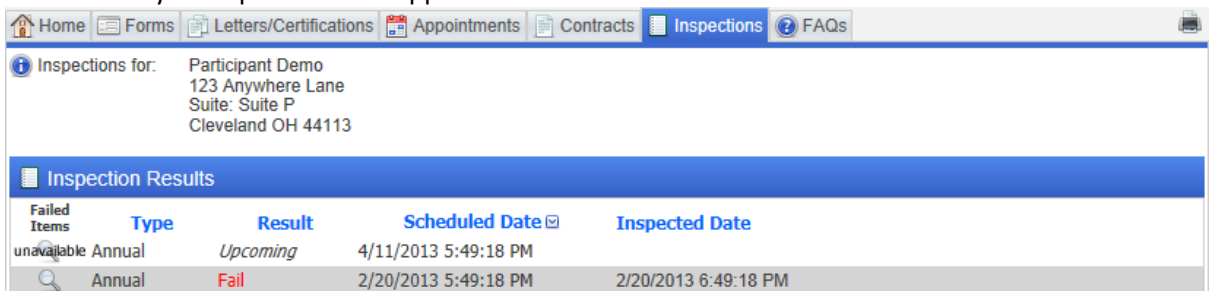 Home Forms Letters/Certifications Appointments Contracts Inspections FAQs
Inspections for: Participant Demo
123 Anywhere Lane
Suite: Suite P
Cleveland OH 44113
Inspection Results
Failed Items Type Result Scheduled Date Inspected Date
unavailable Annual Upcoming 4/11/2013 5:49:18 PM
Annual Fail 2/20/2013 5:49:18 PM 2/20/2013 6:49:18 PM